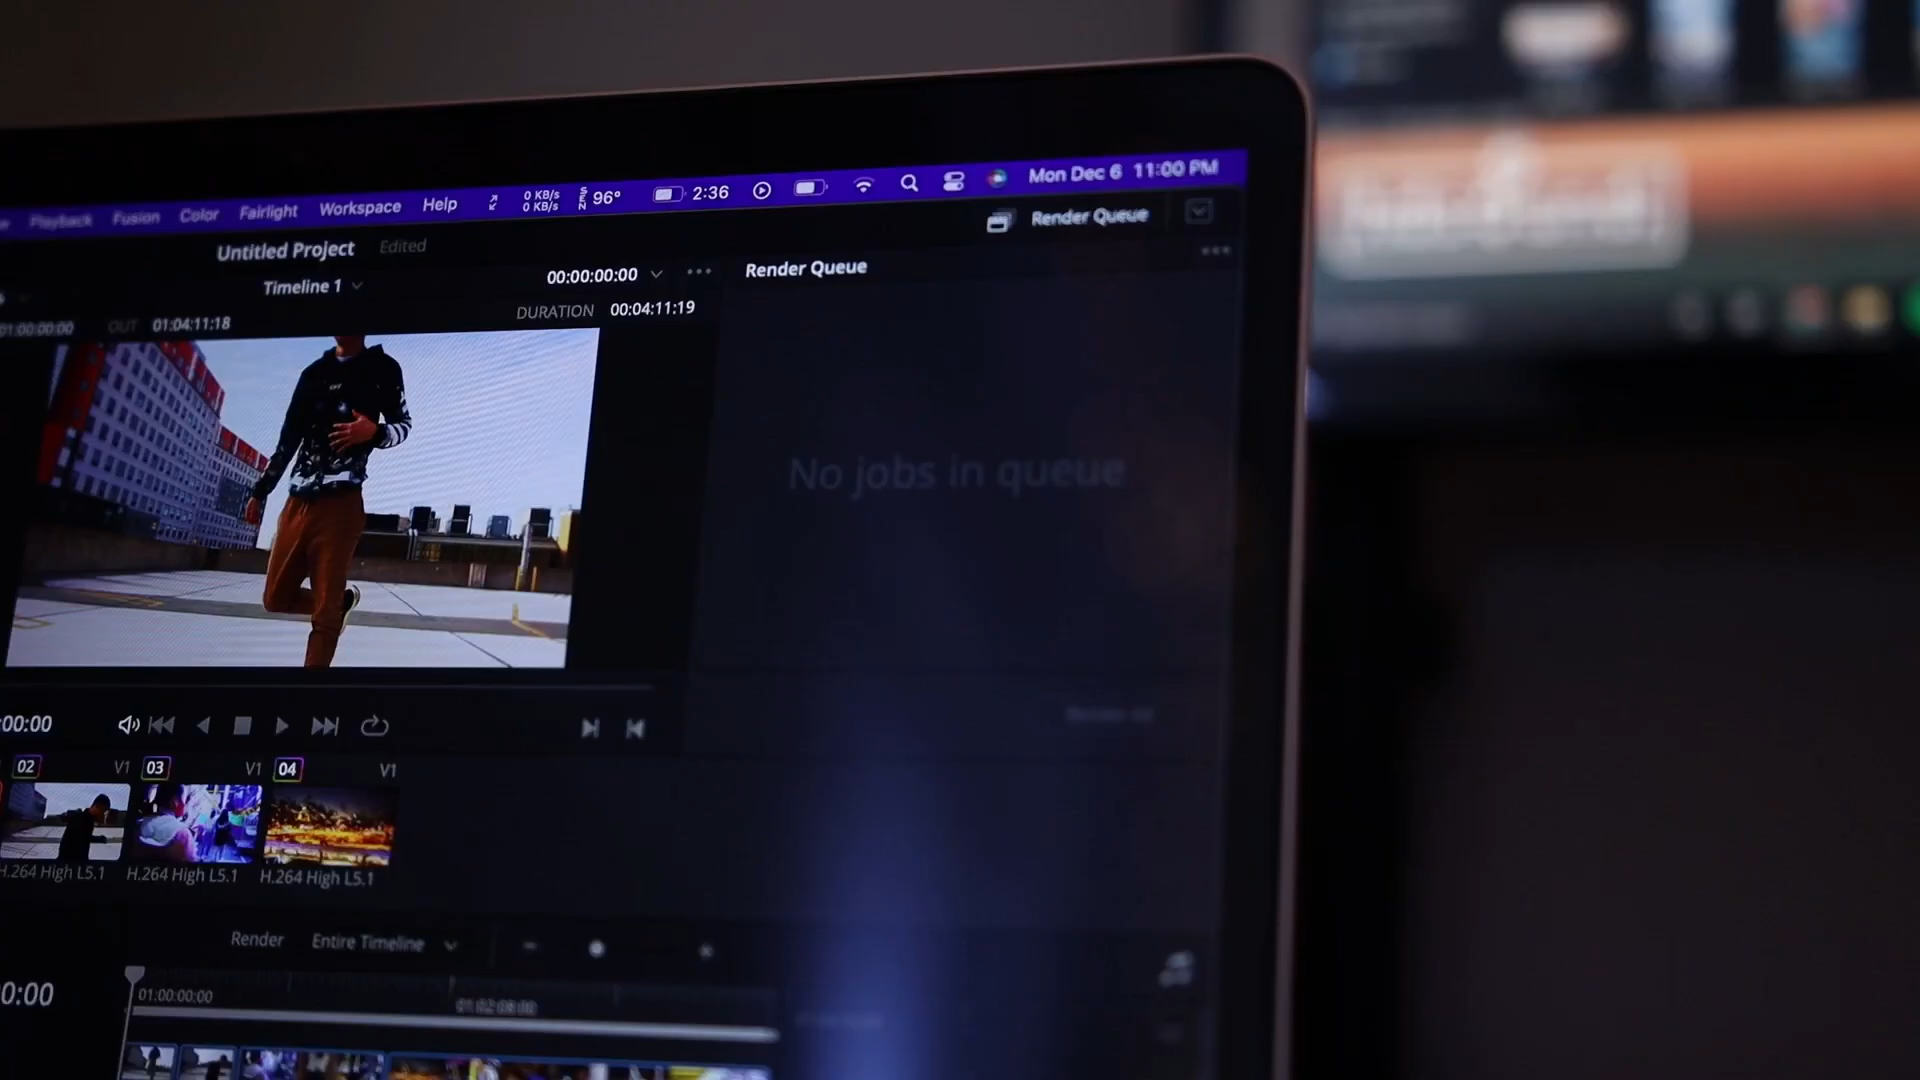 Playback Fusion Color Fairlight Workspace Help 0 KB/s 0 KB/s SEN 96° 2:36 Mon Dec 6 11:00 PM
Render Queue
Untitled Project Edited
Timeline 1 00:00:00:00 Render Queue
01:00:00:00 OUT 01:04:11:18 DURATION 00:04:11:19
No jobs in queue
:00:00
02 V1 03 V1 04 V1
H.264 High L5.1 H.264 High L5.1 H.264 High L5.1
Render Entire Timeline
0:00
01:00:00:00